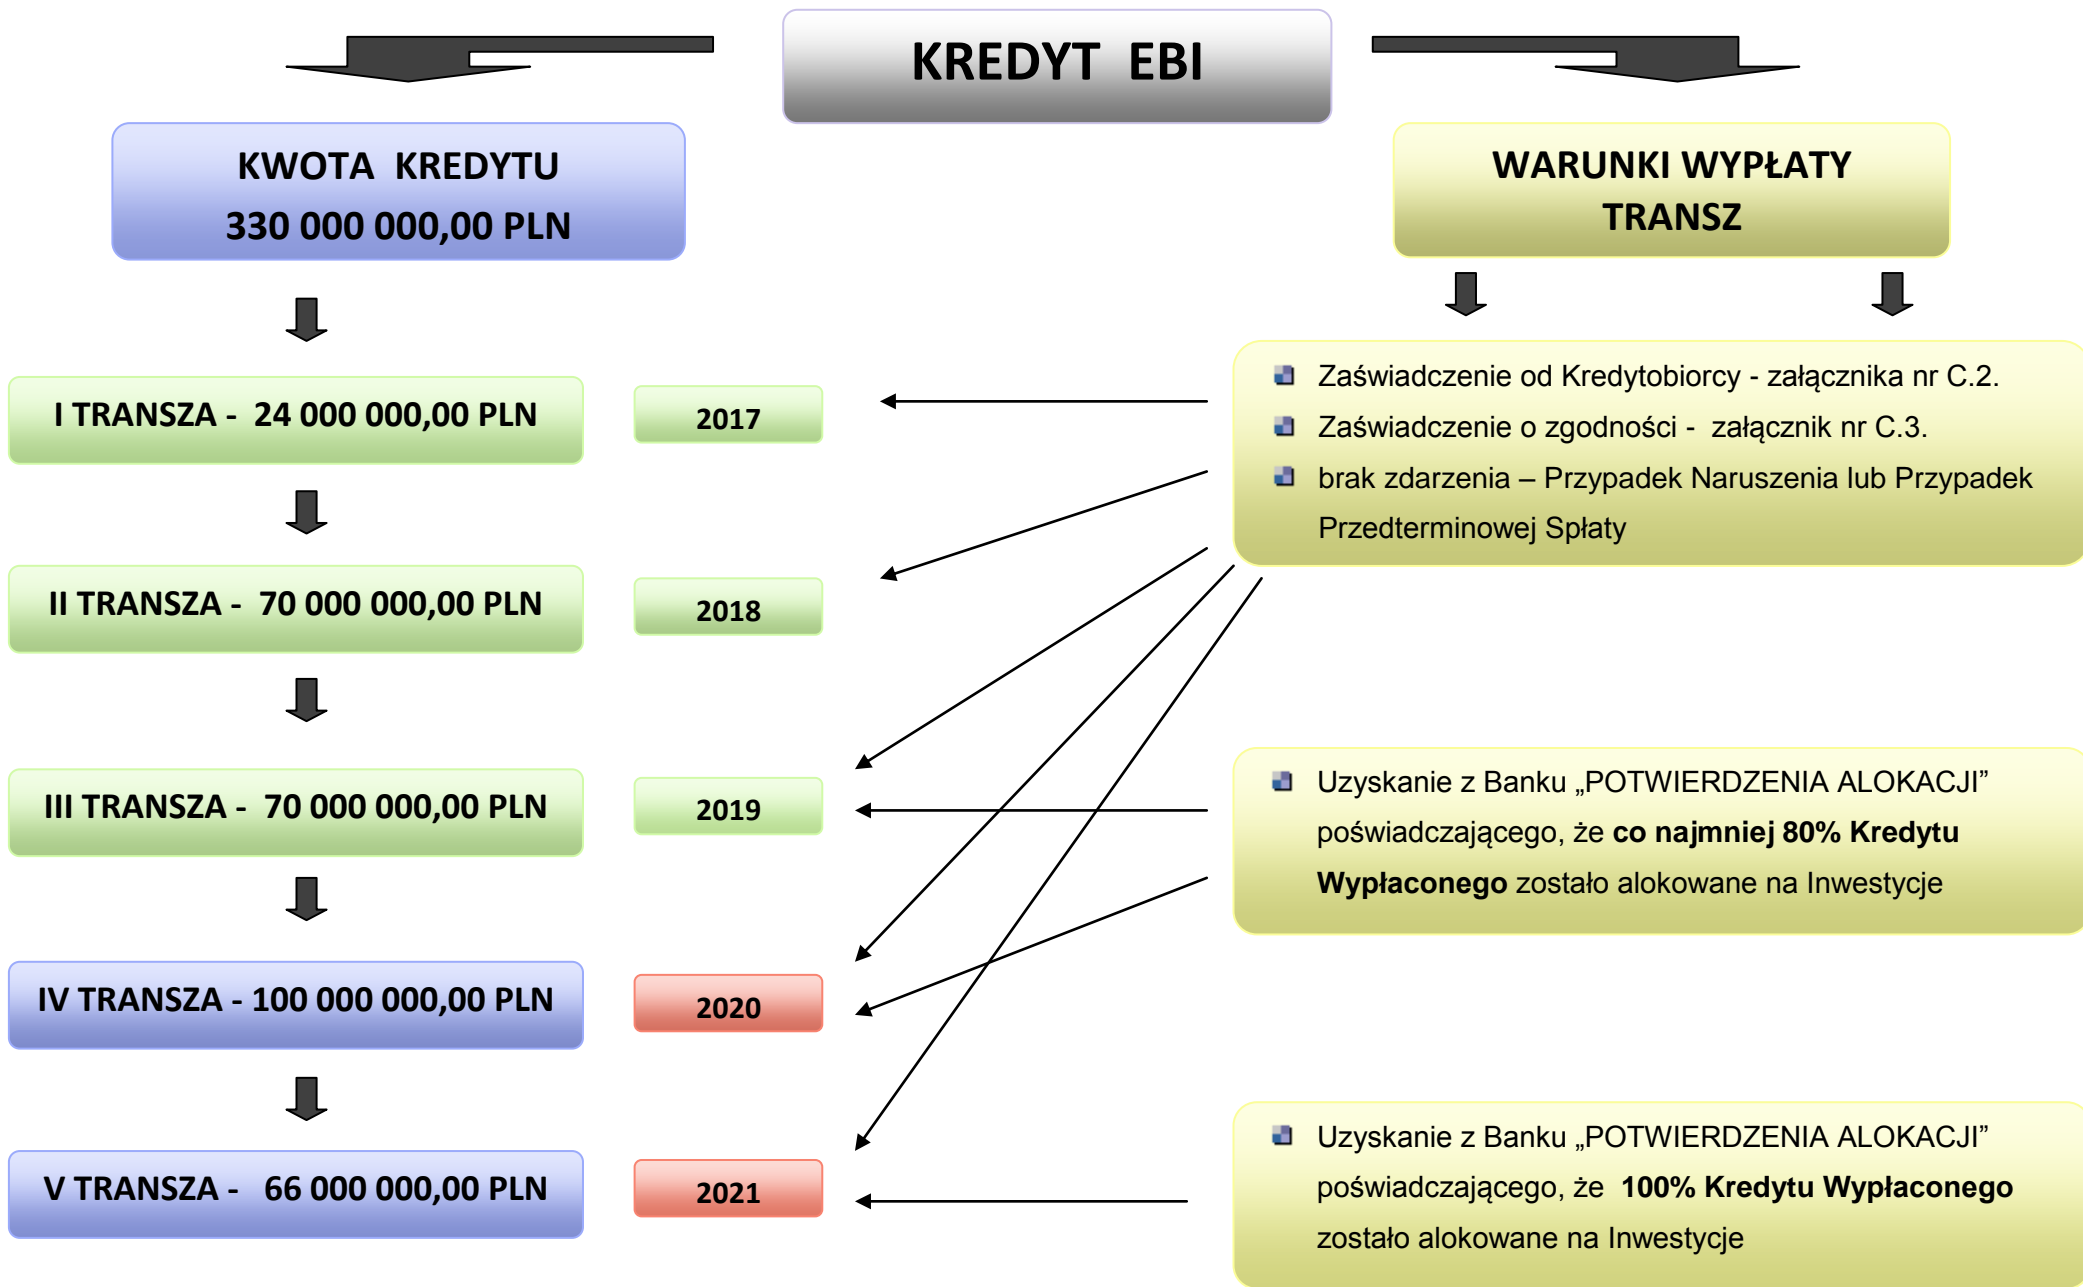 KREDYT EBI
KWOTA KREDYTU
330 000 000,00 PLN
WARUNKI WYPŁATY
TRANSZ
I TRANSZA - 24 000 000,00 PLN
2017
II TRANSZA - 70 000 000,00 PLN
2018
III TRANSZA - 70 000 000,00 PLN
2019
IV TRANSZA - 100 000 000,00 PLN
2020
V TRANSZA - 66 000 000,00 PLN
2021
Zaświadczenie od Kredytobiorcy - załącznika nr C.2.
Zaświadczenie o zgodności - załącznik nr C.3.
brak zdarzenia – Przypadek Naruszenia lub Przypadek
Przedterminowej Spłaty
Uzyskanie z Banku „POTWIERDZENIA ALOKACJI”
poświadczającego, że co najmniej 80% Kredytu
Wypłaconego zostało alokowane na Inwestycje
Uzyskanie z Banku „POTWIERDZENIA ALOKACJI”
poświadczającego, że 100% Kredytu Wypłaconego
zostało alokowane na Inwestycje